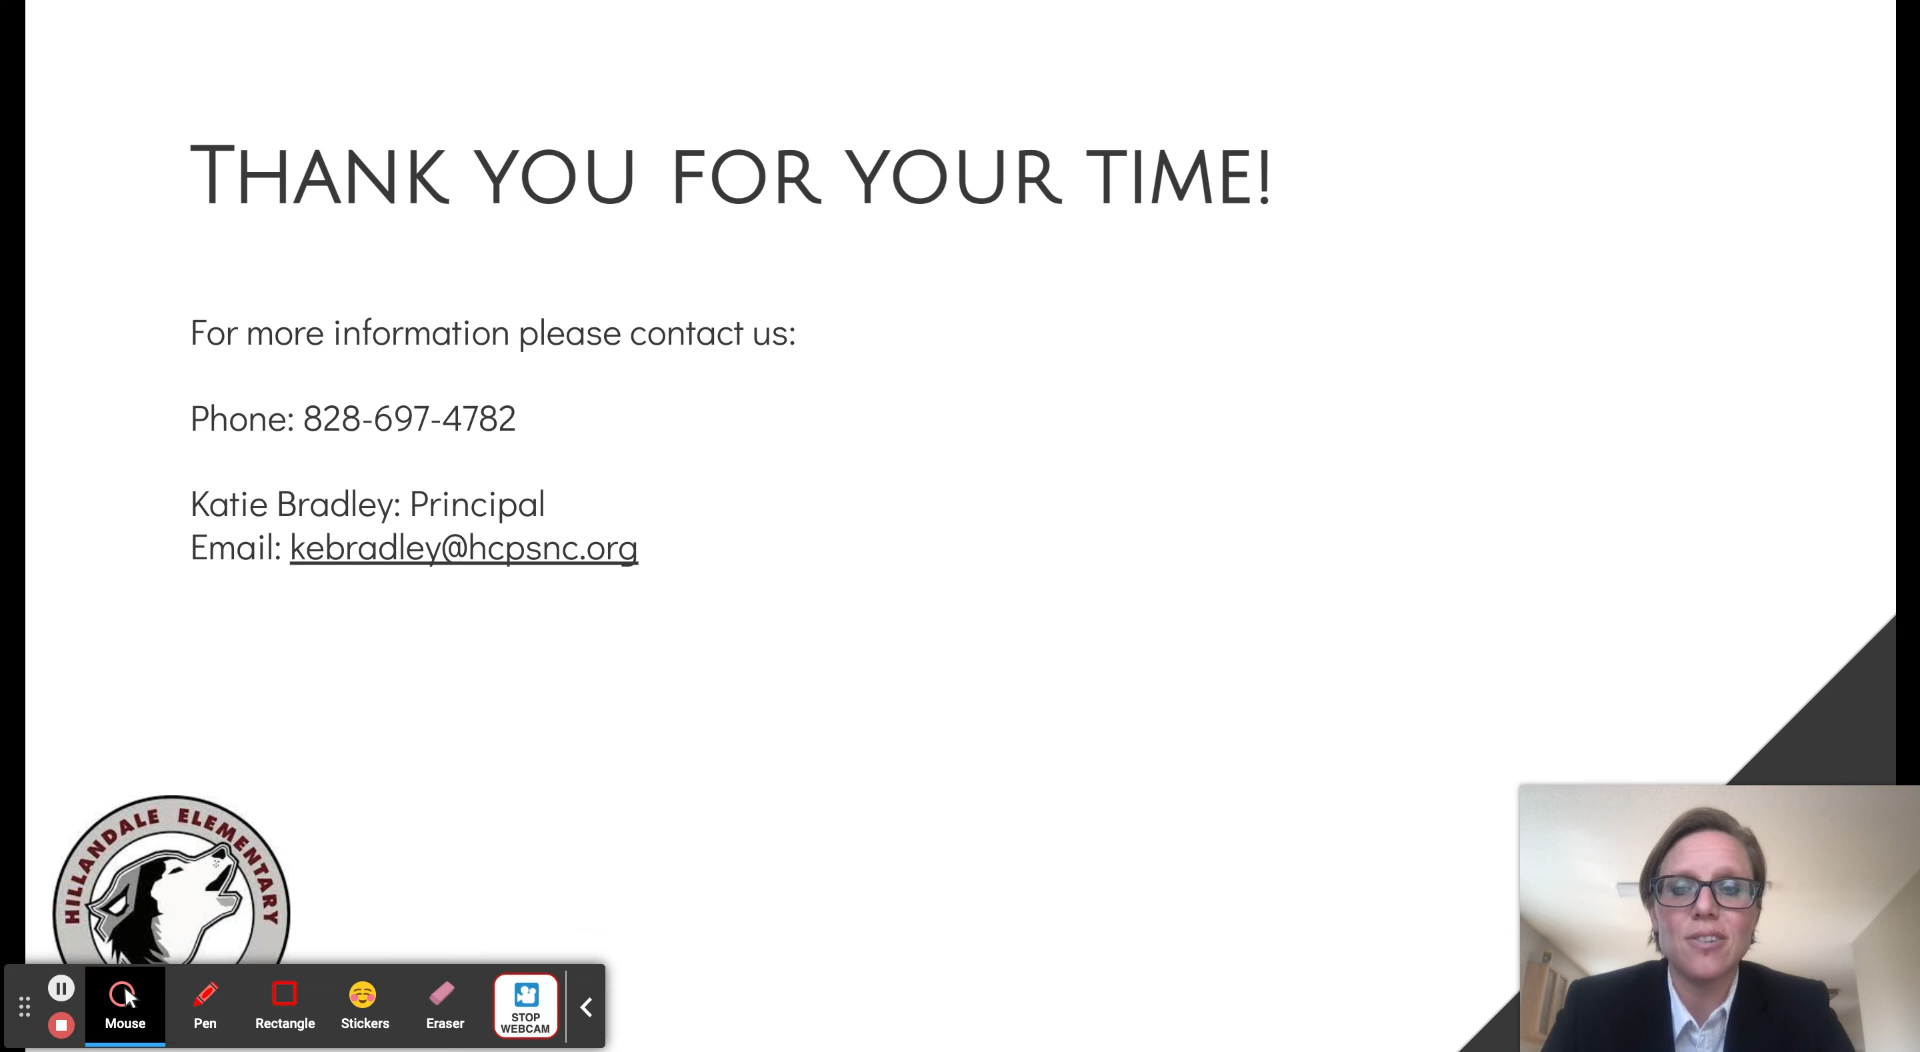 THANK YOU FOR YOUR TIME!
For more information please contact us:
Phone: 828-697-4782
Katie Bradley: Principal
Email: kebradley@hcpsnc.org
HILLANDALE ELEMENTARY
Mouse
Pen
Rectangle
Stickers
Eraser
STOP
WEBCAM